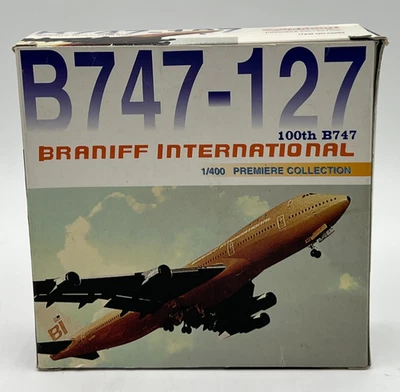 B747-127
100th B747
BRANIFF INTERNATIONAL
1/400 PREMIERE COLLECTION
BI